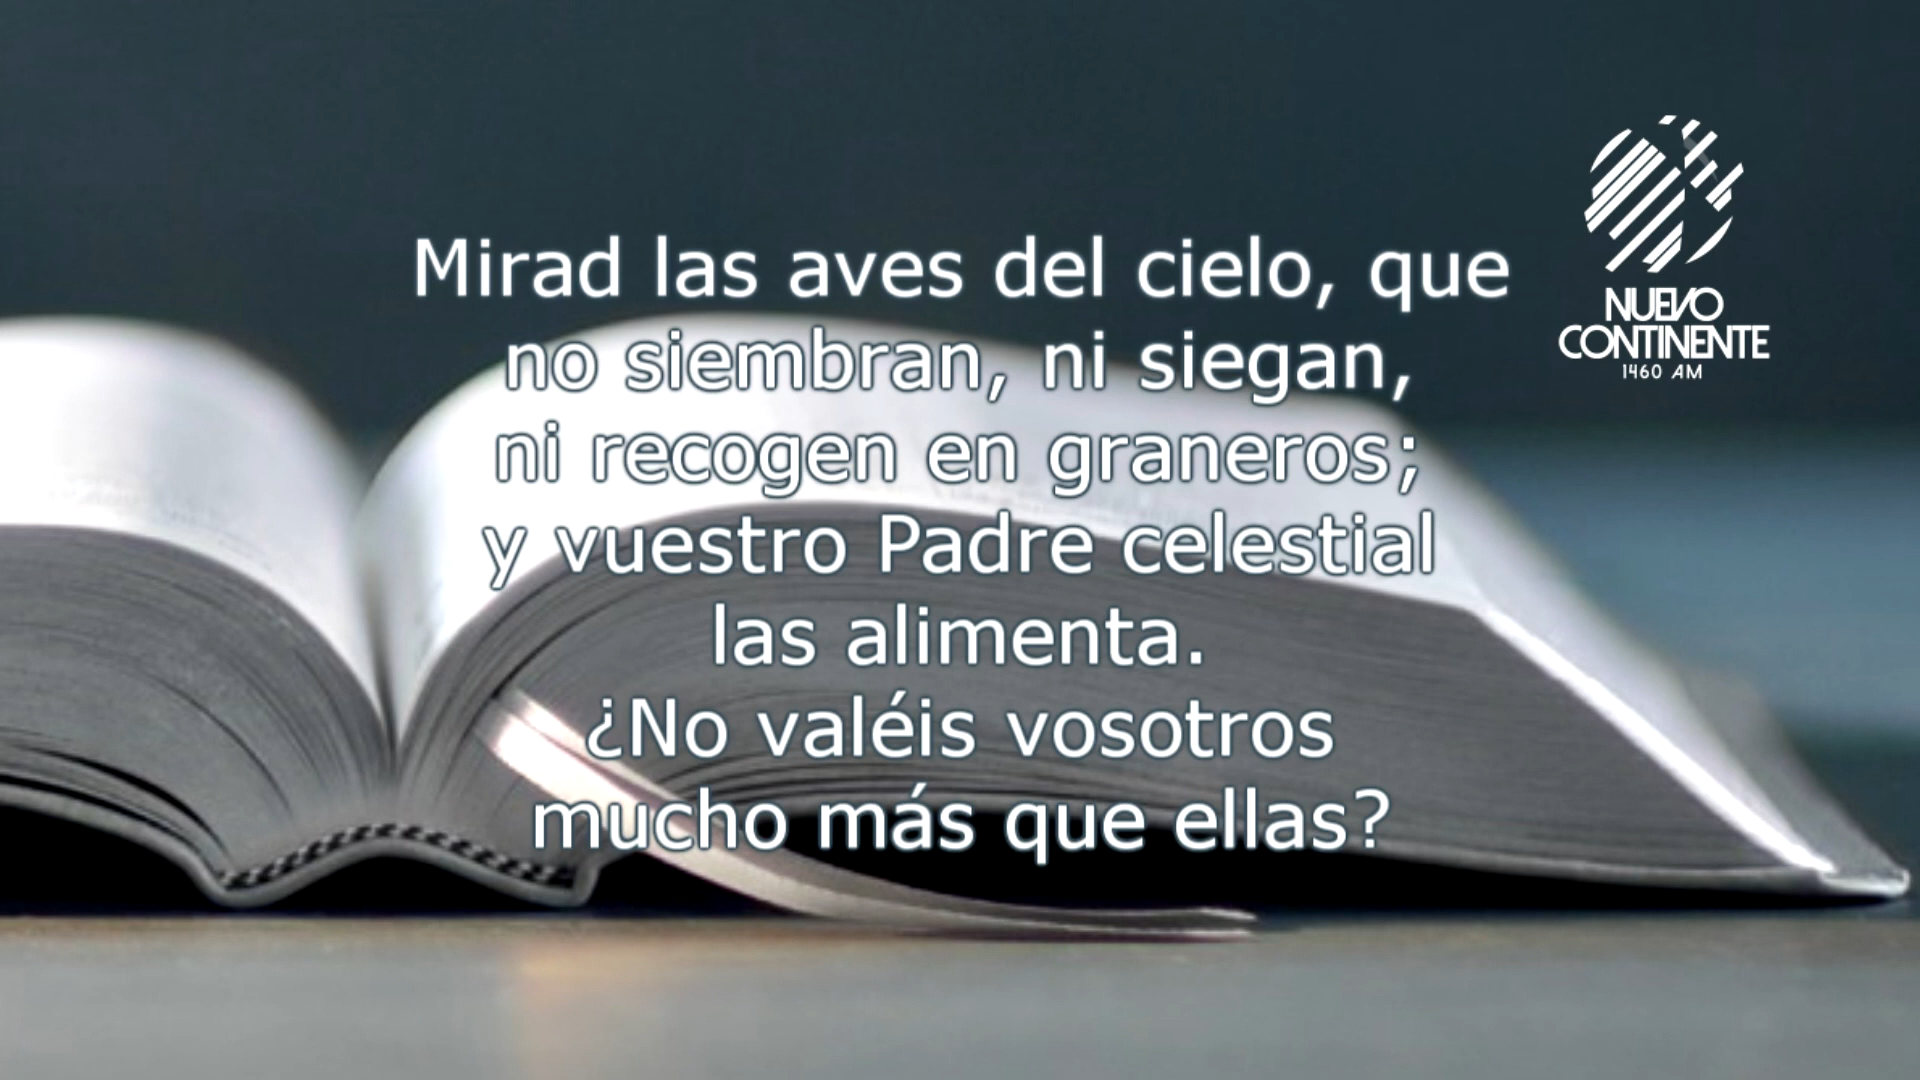 Mirad las aves del cielo, que
no siembran, ni siegan,
ni recogen en graneros;
y vuestro Padre celestial
las alimenta.
¿No valéis vosotros
mucho más que ellas?
NUEVO
CONTINENTE
1460 AM